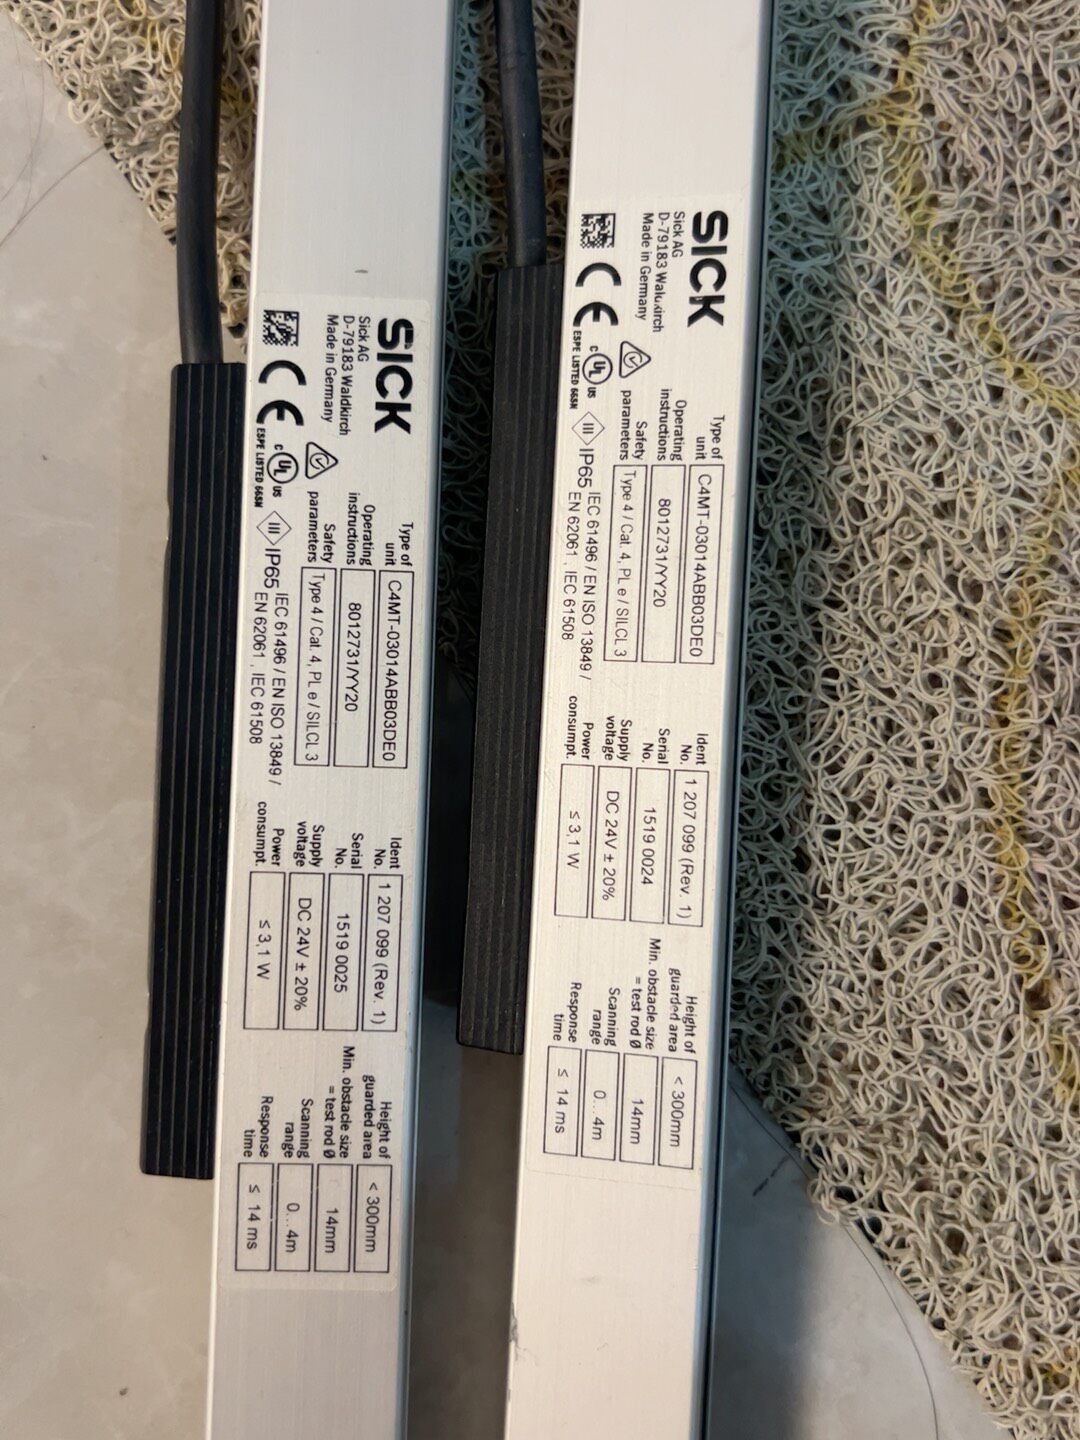 SICK
Sick AG
D-79183 Waldkirch
Made in Germany
CE
C UL US
ESPE LISTED 66SM
Type of unit C4MT-03014ABB03DE0
Operating instructions 8012731/YY20
Safety parameters Type 4 / Cat. 4, PL e / SILCL 3
III IP65 IEC 61496 / EN ISO 13849 /
EN 62061 , IEC 61508
Ident No. 1 207 099 (Rev. 1)
Serial No. 1519 0024
Supply voltage DC 24V ± 20%
Power consumpt. ≤ 3,1 W
Height of guarded area < 300mm
Min. obstacle size = test rod Ø 14mm
Scanning range 0...4m
Response time ≤ 14 ms
SICK
Sick AG
D-79183 Waldkirch
Made in Germany
CE
C UL US
ESPE LISTED 66SM
Type of unit C4MT-03014ABB03DE0
Operating instructions 8012731/YY20
Safety parameters Type 4 / Cat. 4, PL e / SILCL 3
III IP65 IEC 61496 / EN ISO 13849 /
EN 62061 , IEC 61508
Ident No. 1 207 099 (Rev. 1)
Serial No. 1519 0025
Supply voltage DC 24V ± 20%
Power consumpt. ≤ 3,1 W
Height of guarded area < 300mm
Min. obstacle size = test rod Ø 14mm
Scanning range 0...4m
Response time ≤ 14 ms